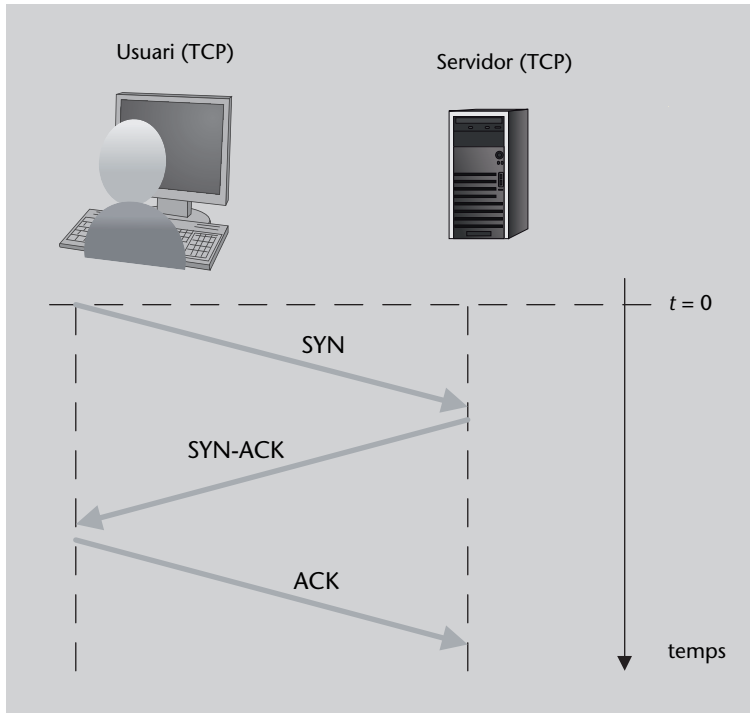 Usuari (TCP)
Servidor (TCP)
t = 0
SYN
SYN-ACK
ACK
temps